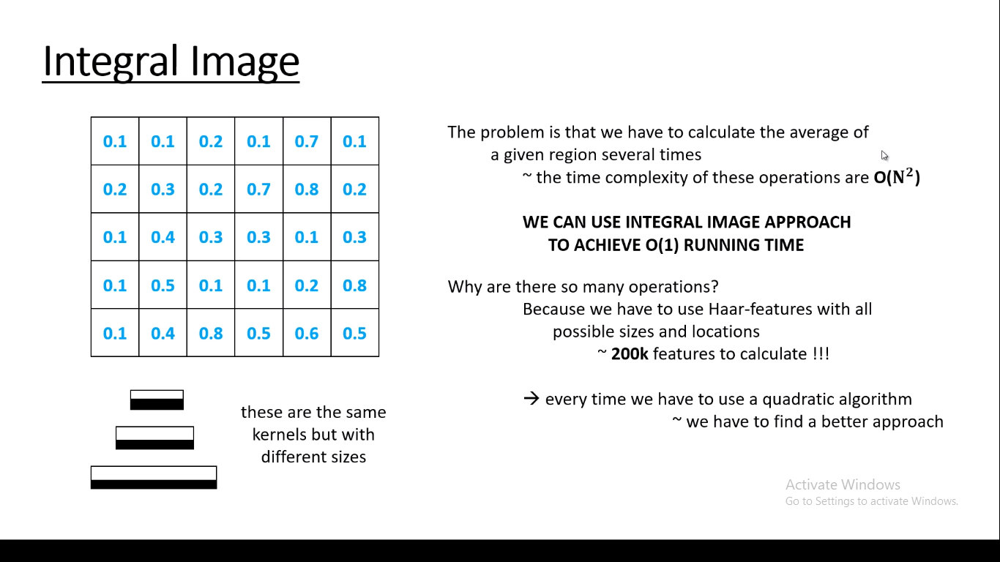 Integral Image
0.1 0.1 0.2 0.1 0.7 0.1
0.2 0.3 0.2 0.7 0.8 0.2
0.1 0.4 0.3 0.3 0.1 0.3
0.1 0.5 0.1 0.1 0.2 0.8
0.1 0.4 0.8 0.5 0.6 0.5
these are the same
kernels but with
different sizes
The problem is that we have to calculate the average of
a given region several times
~ the time complexity of these operations are O(N²)
WE CAN USE INTEGRAL IMAGE APPROACH
TO ACHIEVE O(1) RUNNING TIME
Why are there so many operations?
Because we have to use Haar-features with all
possible sizes and locations
~ 200k features to calculate !!!
→ every time we have to use a quadratic algorithm
~ we have to find a better approach
Activate Windows
Go to Settings to activate Windows.